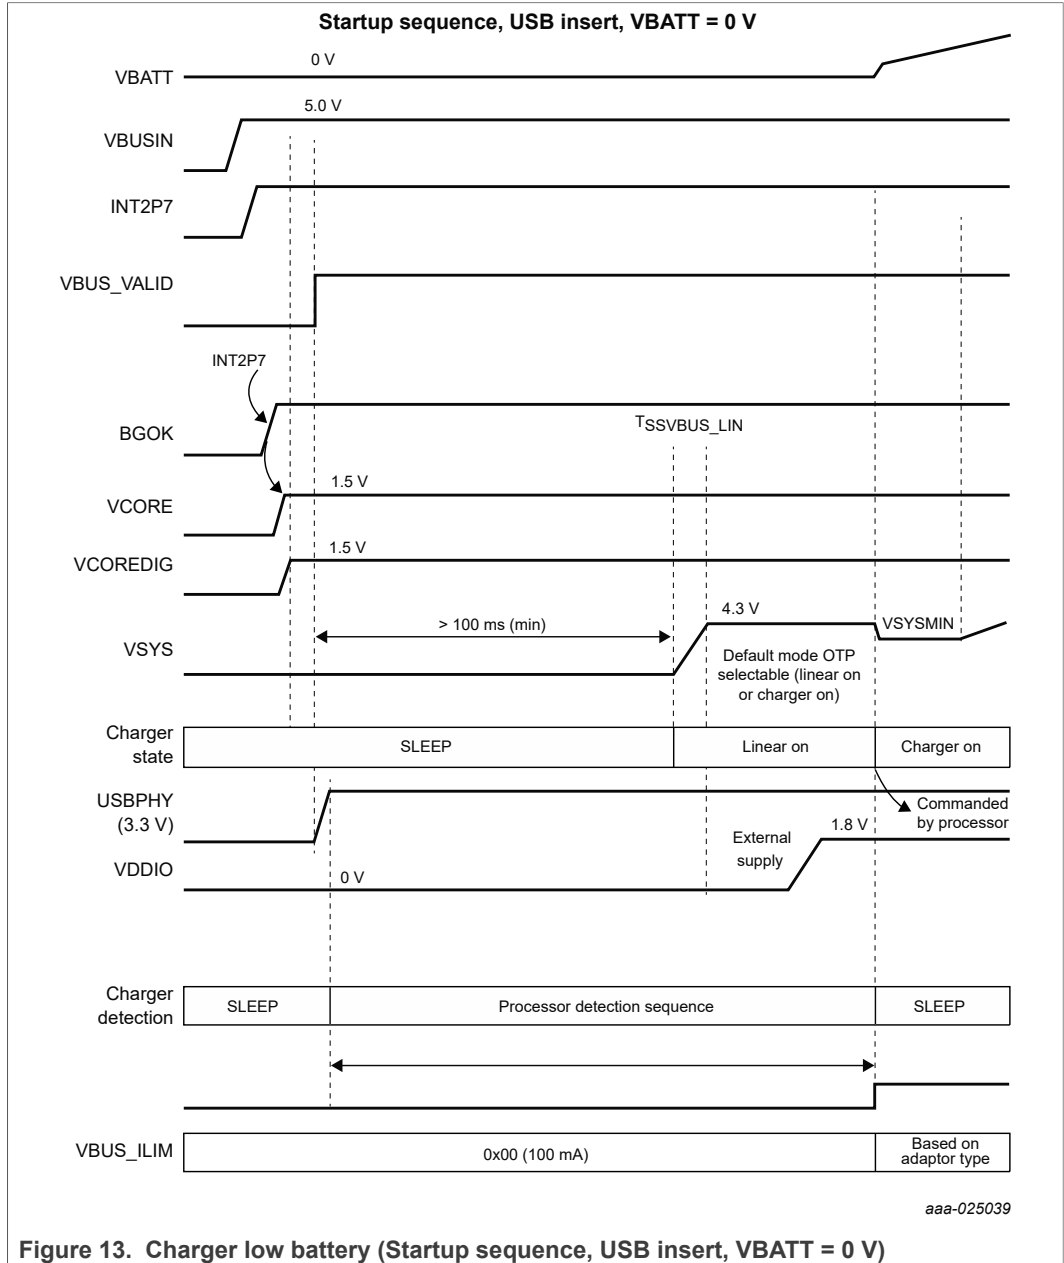 Startup sequence, USB insert, VBATT = 0 V
0 V
VBATT
5.0 V
VBUSIN
INT2P7
VBUS_VALID
INT2P7
TSSVBUS_LIN
BGOK
1.5 V
VCORE
1.5 V
VCOREDIG
> 100 ms (min)
4.3 V
VSYSMIN
VSYS
Default mode OTP
selectable (linear on
or charger on)
Charger
state
SLEEP
Linear on
Charger on
USBPHY
(3.3 V)
Commanded
by processor
1.8 V
External
supply
VDDIO
0 V
Charger
detection
SLEEP
Processor detection sequence
SLEEP
VBUS_ILIM
0x00 (100 mA)
Based on
adaptor type
aaa-025039
Figure 13. Charger low battery (Startup sequence, USB insert, VBATT = 0 V)